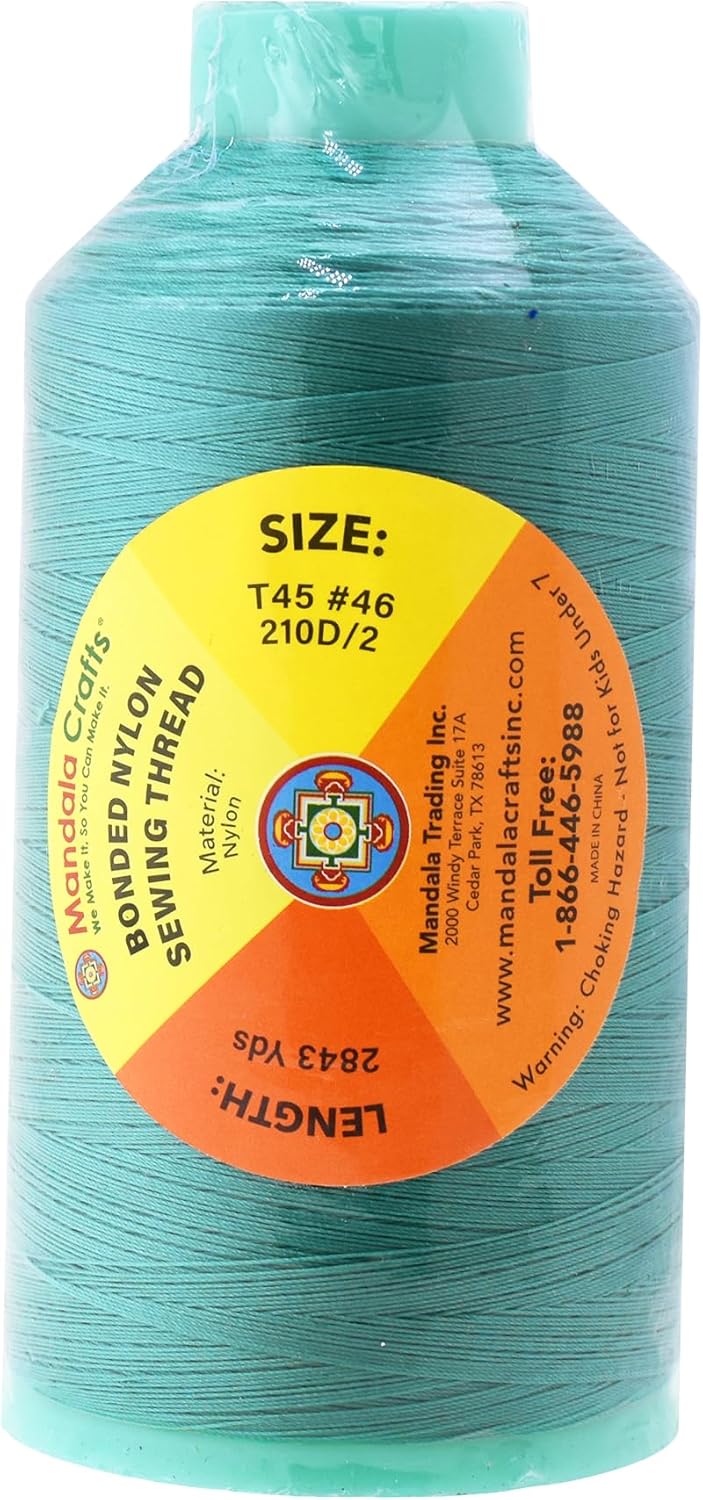 SIZE:
T45 #46
210D/2
Mandala Crafts®
We Make It, So You Can Make It.
BONDED NYLON
SEWING THREAD
Material:
Nylon
Mandala Trading Inc.
2000 Windy Terrace Suite 17A
Cedar Park, TX 78613
www.mandalacraftsinc.com
Toll Free:
1-866-446-5988
MADE IN CHINA
Warning: Choking Hazard - Not for Kids Under 7
LENGTH:
2843 Yds